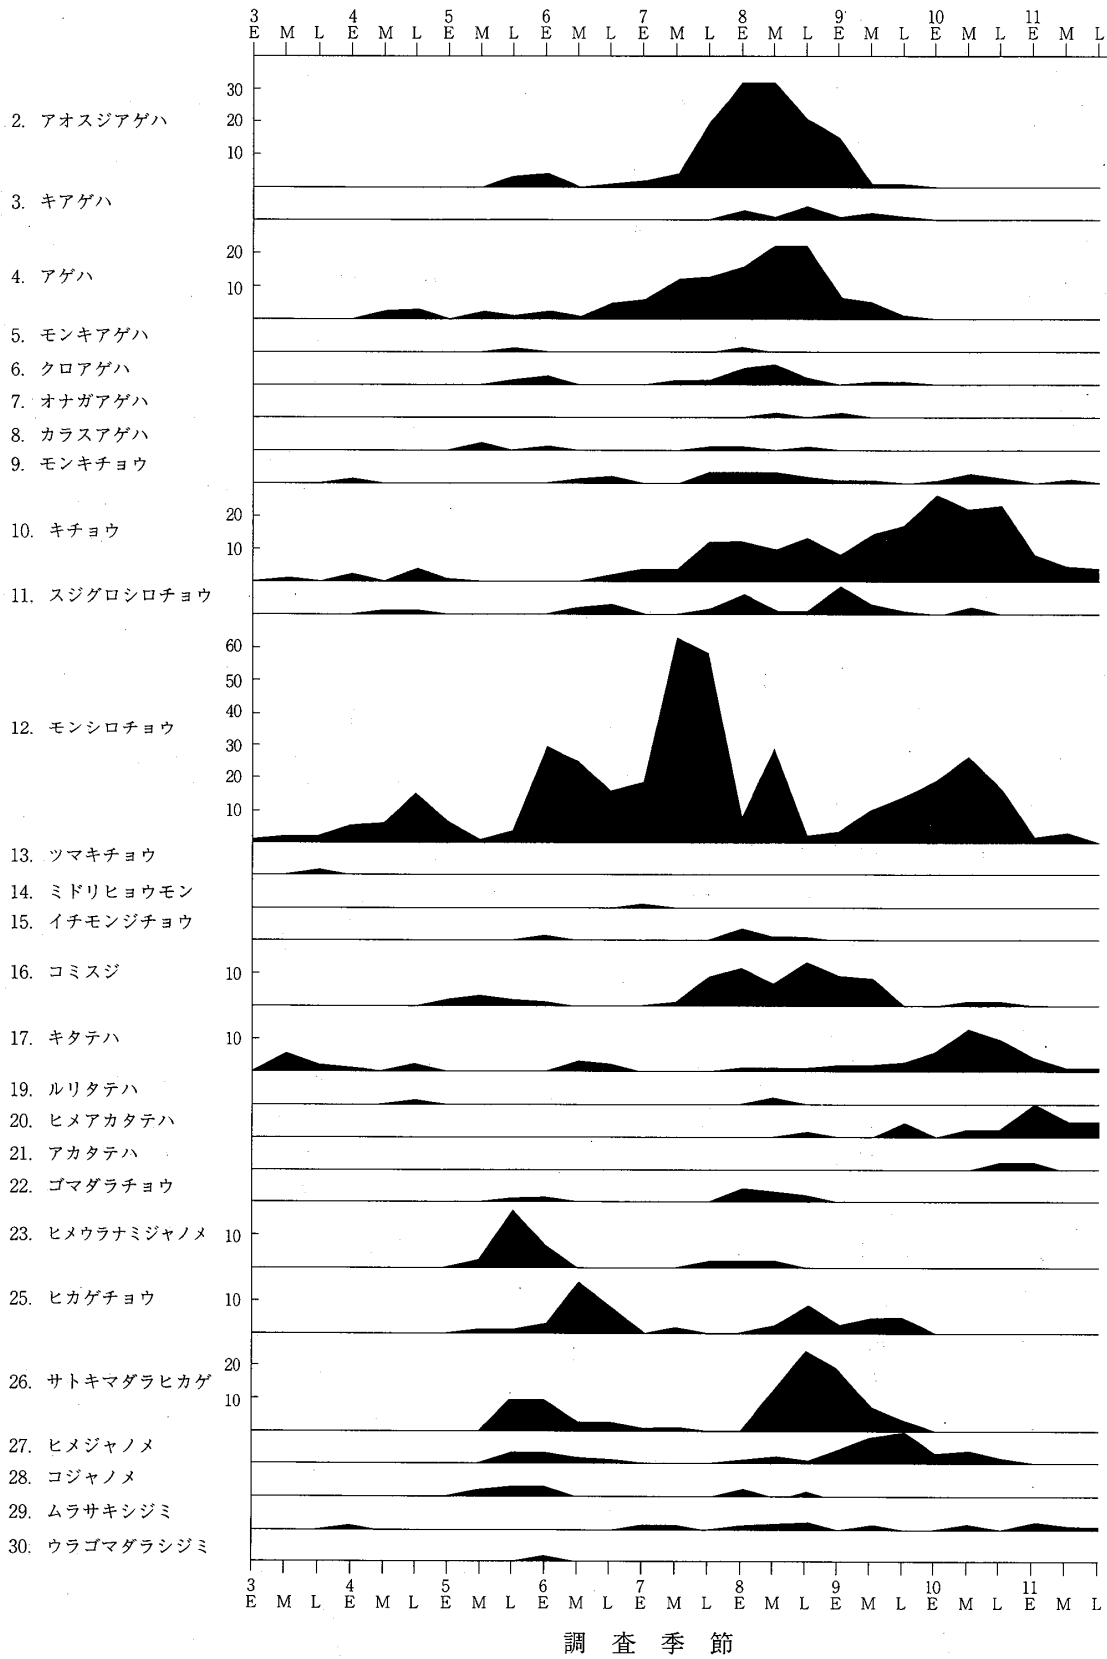 3 4 5 6 7 8 9 10 11
E M L E M L E M L E M L E M L E M L E M L E M L E M L
2. アオスジアゲハ
30
20
10
3. キアゲハ
4. アゲハ
20
10
5. モンキアゲハ
6. クロアゲハ
7. オナガアゲハ
8. カラスアゲハ
9. モンキチョウ
10. キチョウ
20
10
11. スジグロシロチョウ
12. モンシロチョウ
60
50
40
30
20
10
13. ツマキチョウ
14. ミドリヒョウモン
15. イチモンジチョウ
16. コミスジ
10
17. キタテハ
10
19. ルリタテハ
20. ヒメアカタテハ
21. アカタテハ
22. ゴマダラチョウ
23. ヒメウラナミジャノメ
10
25. ヒカゲチョウ
10
26. サトキマダラヒカゲ
20
10
27. ヒメジャノメ
28. コジャノメ
29. ムラサキシジミ
30. ウラゴマダラシジミ
3 4 5 6 7 8 9 10 11
E M L E M L E M L E M L E M L E M L E M L E M L E M L
調査季節